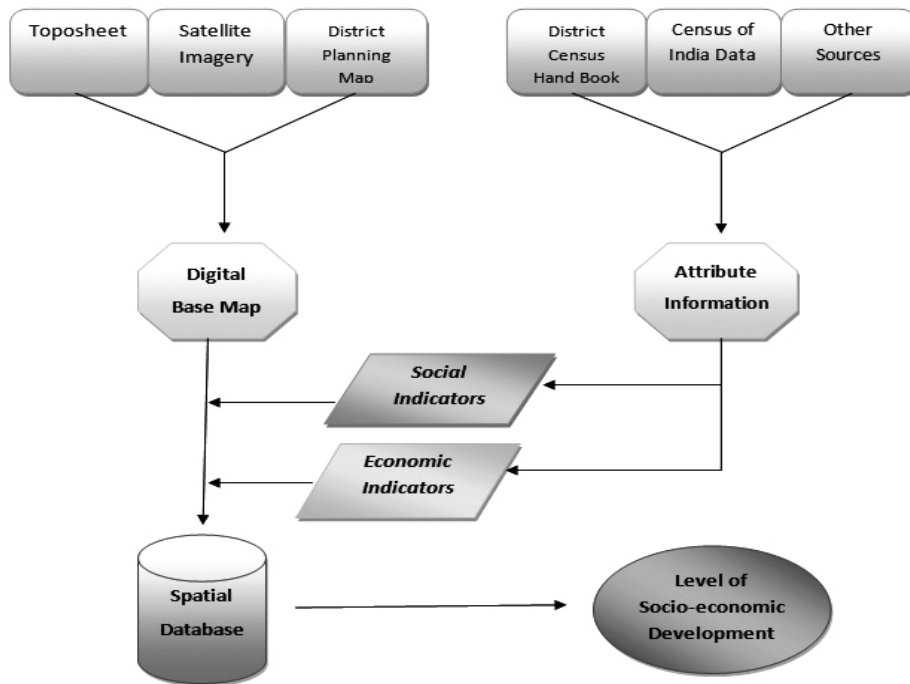 Toposheet
Satellite
Imagery
District
Planning
Map
District
Census
Hand Book
Census of
India Data
Other
Sources
Digital
Base Map
Attribute
Information
Social
Indicators
Economic
Indicators
Spatial
Database
Level of
Socio-economic
Development